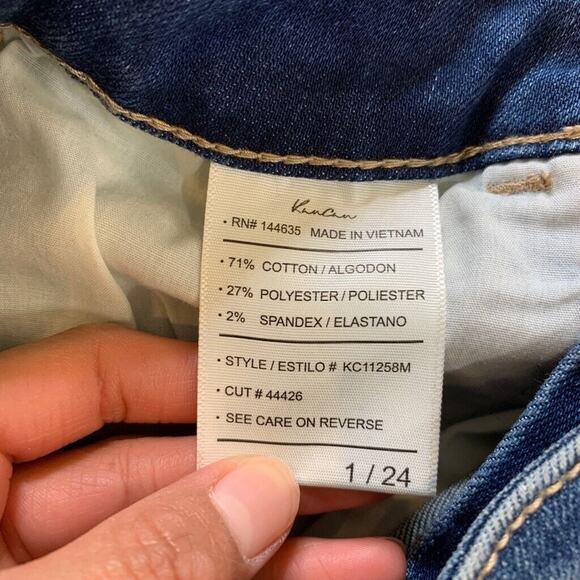 KanCan
• RN# 144635 MADE IN VIETNAM
• 71% COTTON / ALGODON
• 27% POLYESTER / POLIESTER
• 2% SPANDEX / ELASTANO
• STYLE / ESTILO # KC11258M
• CUT # 44426
• SEE CARE ON REVERSE
1 / 24